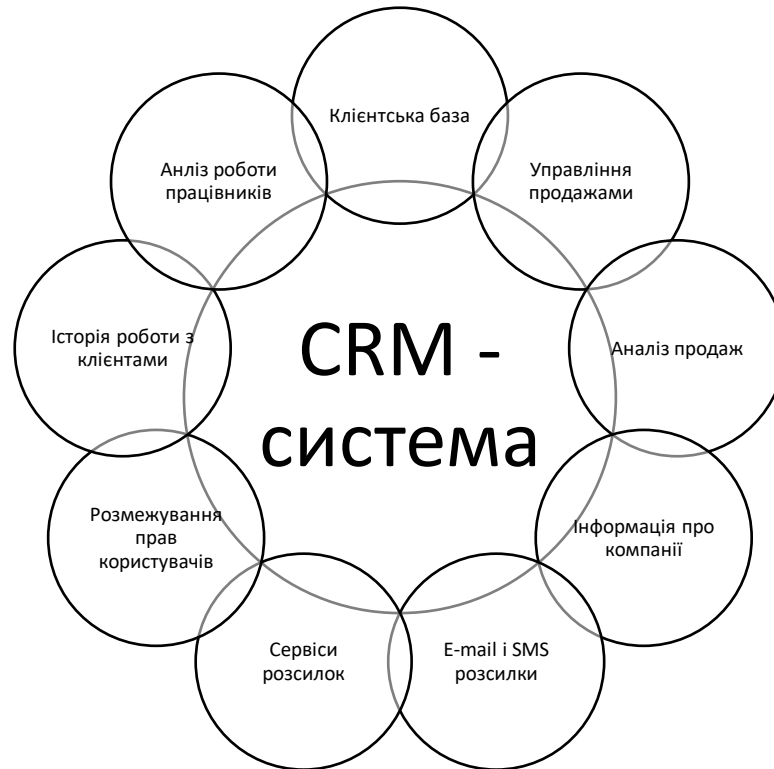 Клієнтська база
Управління
продажами
Аналіз продаж
Інформація про
компанії
E-mail і SMS
розсилки
Сервіси
розсилок
Розмежування
прав
користувачів
Історія роботи з
клієнтами
Анліз роботи
працівників
CRM -
система